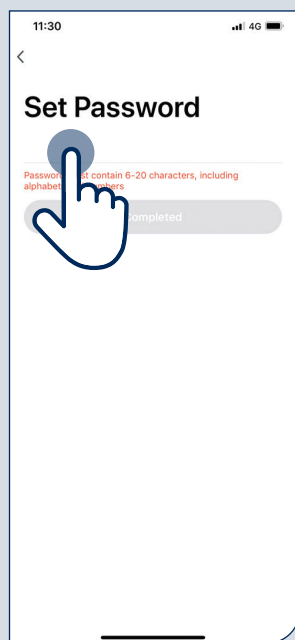 11:30
4G
Set Password
Password must contain 6-20 characters, including
alphabet numbers
Completed